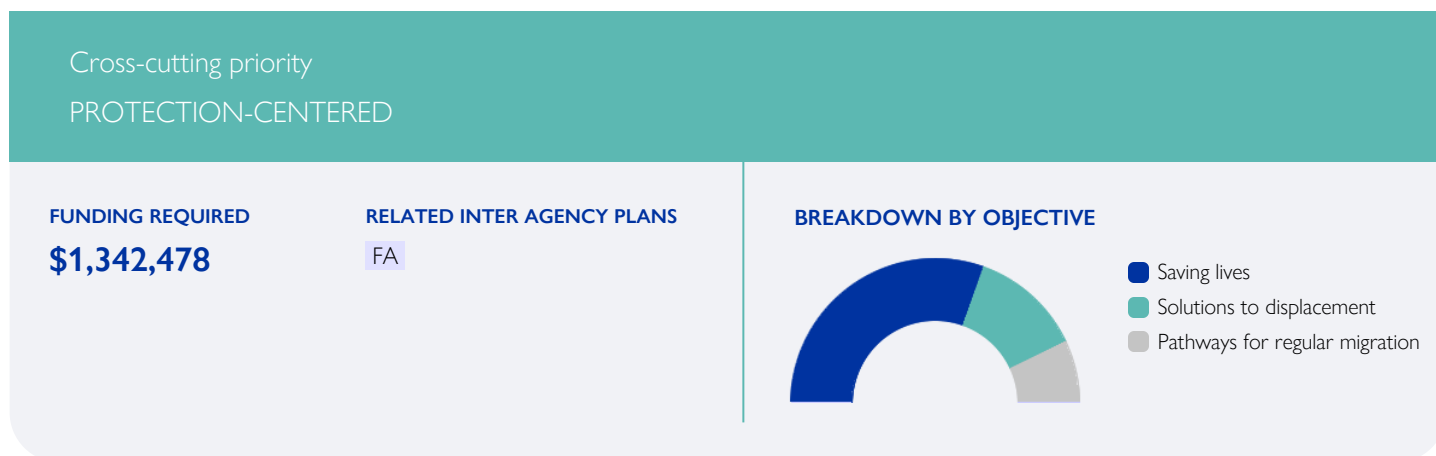 Cross-cutting priority
PROTECTION-CENTERED
FUNDING REQUIRED
$1,342,478
RELATED INTER AGENCY PLANS
FA
BREAKDOWN BY OBJECTIVE
Saving lives
Solutions to displacement
Pathways for regular migration